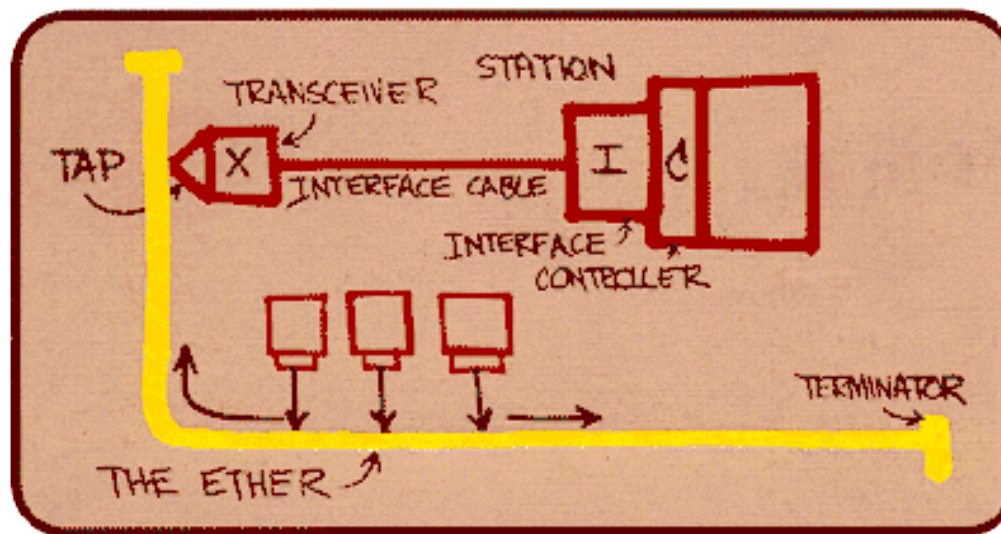 STATION
TRANSCEIVER
TAP
X
I
C
INTERFACE CABLE
INTERFACE
CONTROLLER
TERMINATOR
THE ETHER